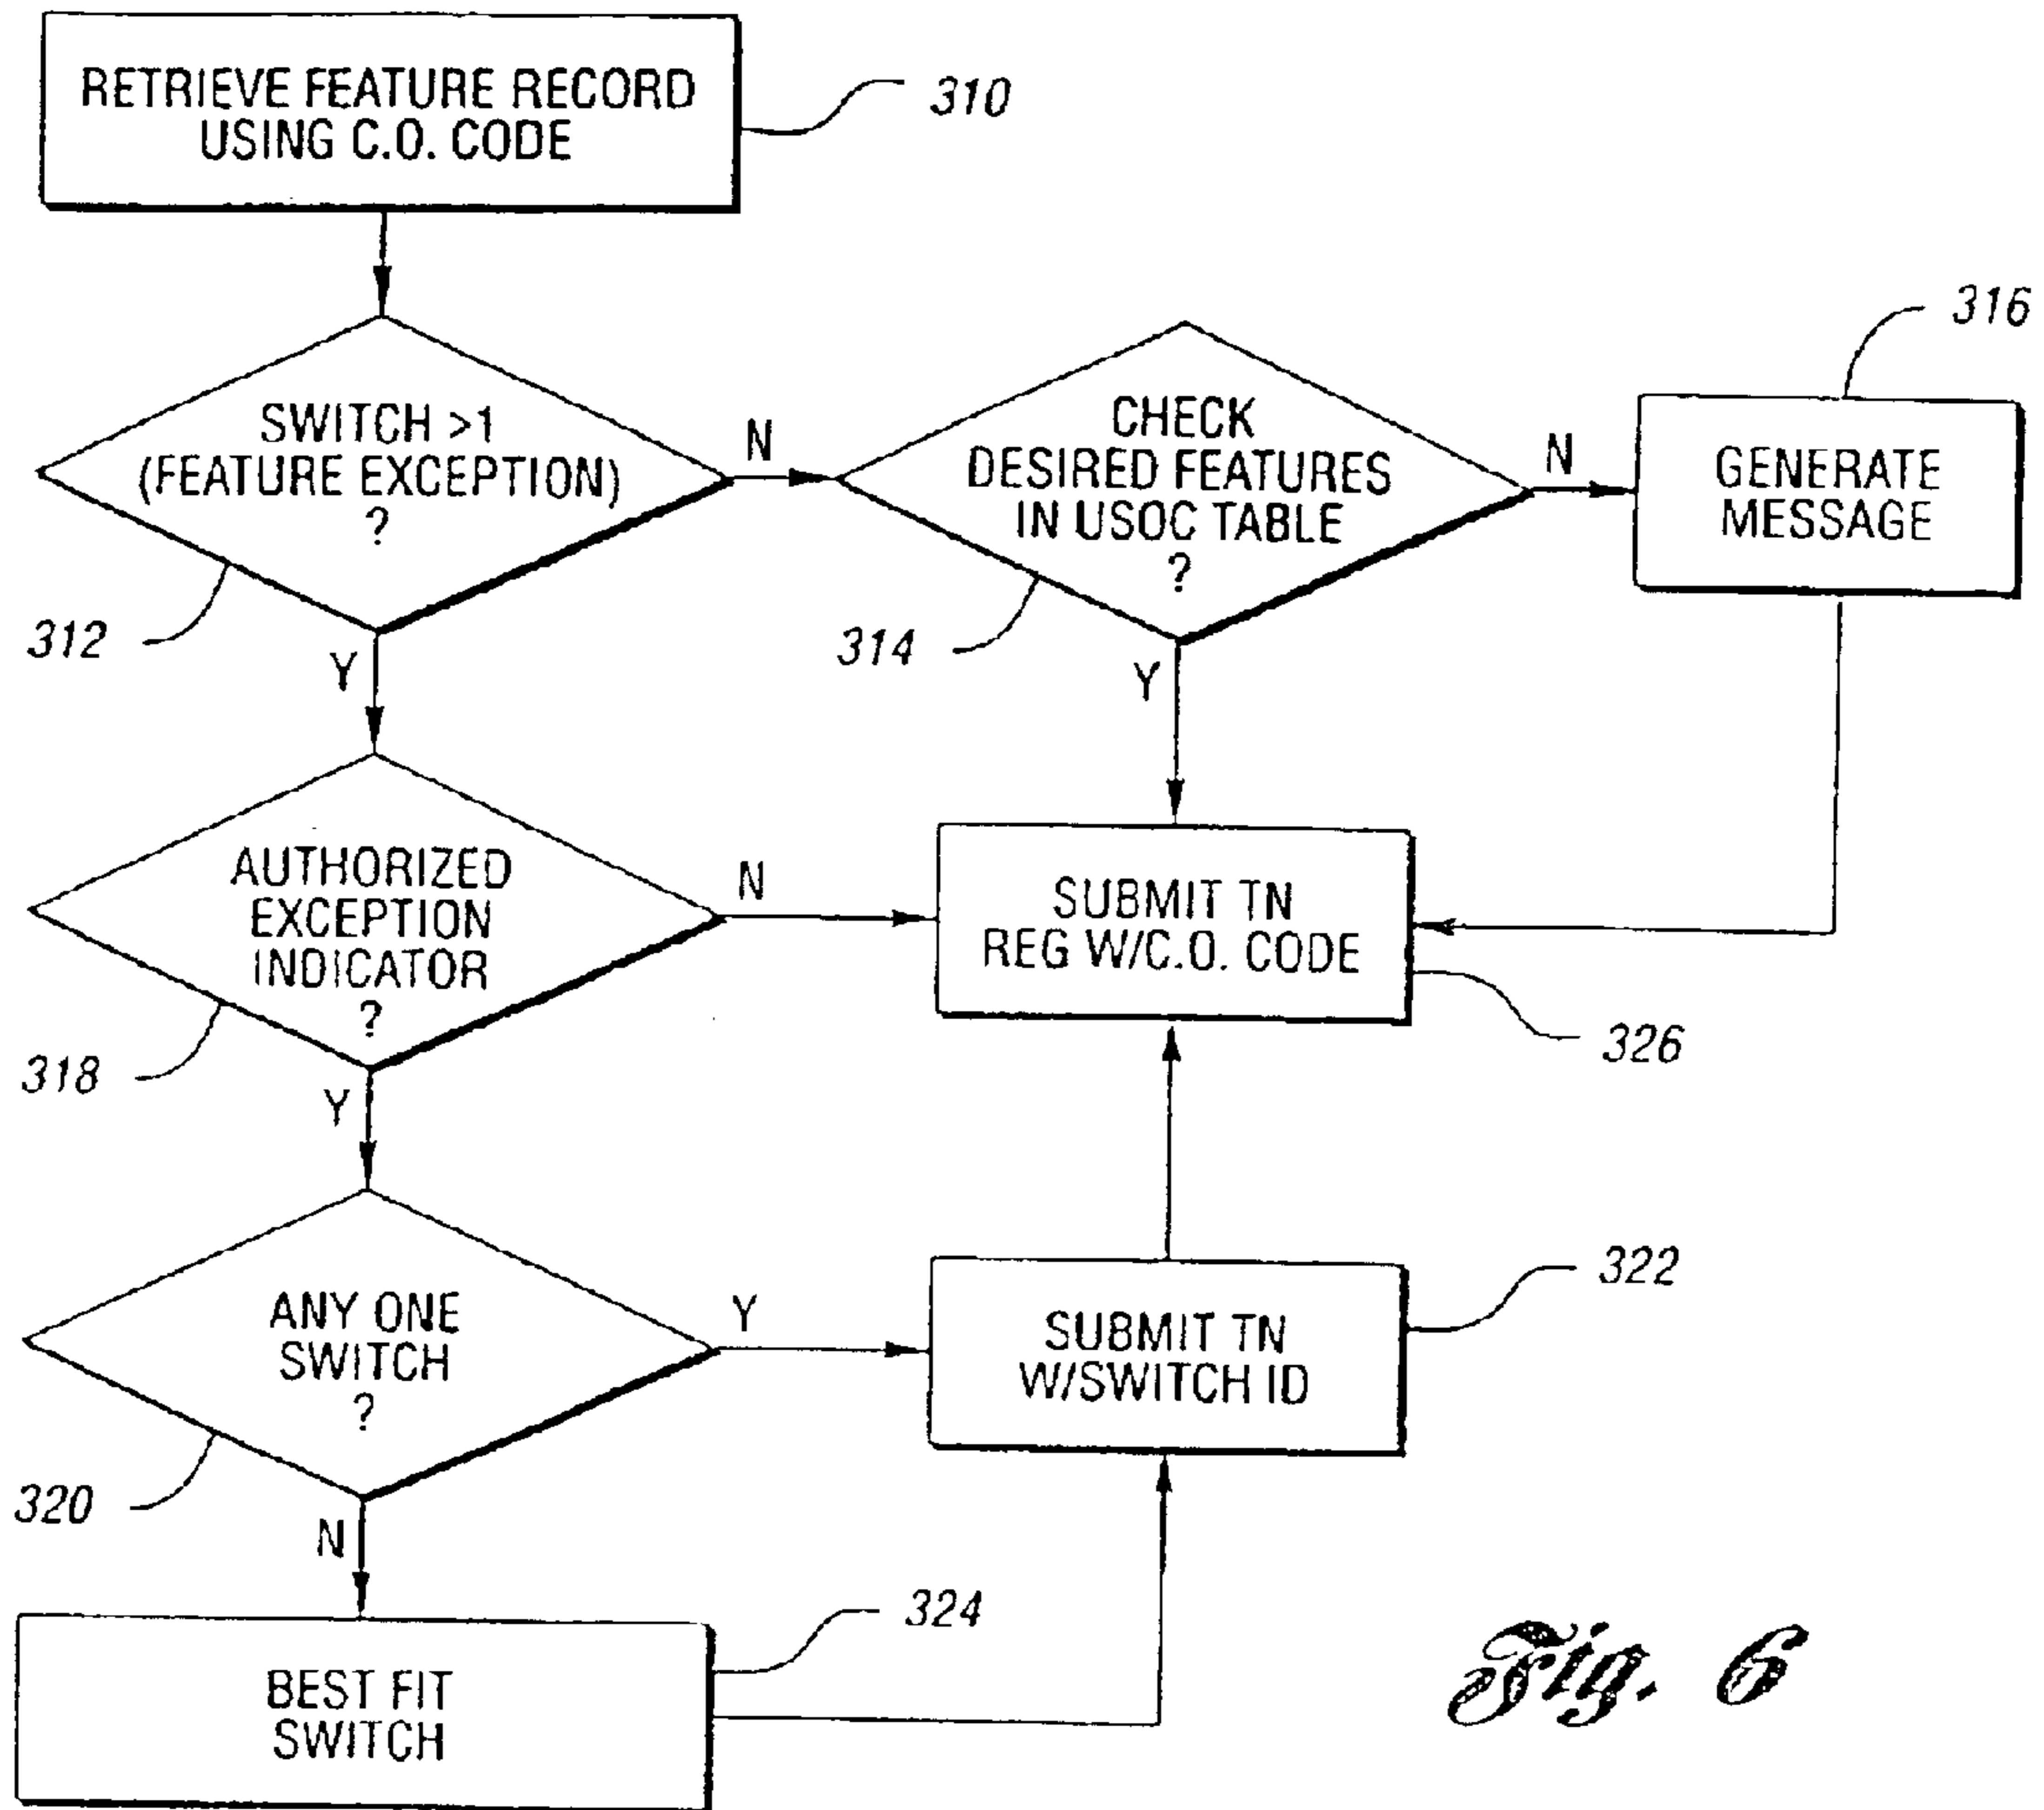 RETRIEVE FEATURE RECORD
USING C.O. CODE
310
SWITCH >1
(FEATURE EXCEPTION)
?
312
N
CHECK
DESIRED FEATURES
IN USOC TABLE
?
314
N
GENERATE
MESSAGE
316
Y
Y
AUTHORIZED
EXCEPTION
INDICATOR
?
318
N
SUBMIT TN
REG W/C.O. CODE
326
Y
ANY ONE
SWITCH
?
320
Y
SUBMIT TN
W/SWITCH ID
322
N
BEST FIT
SWITCH
324
Fig. 6